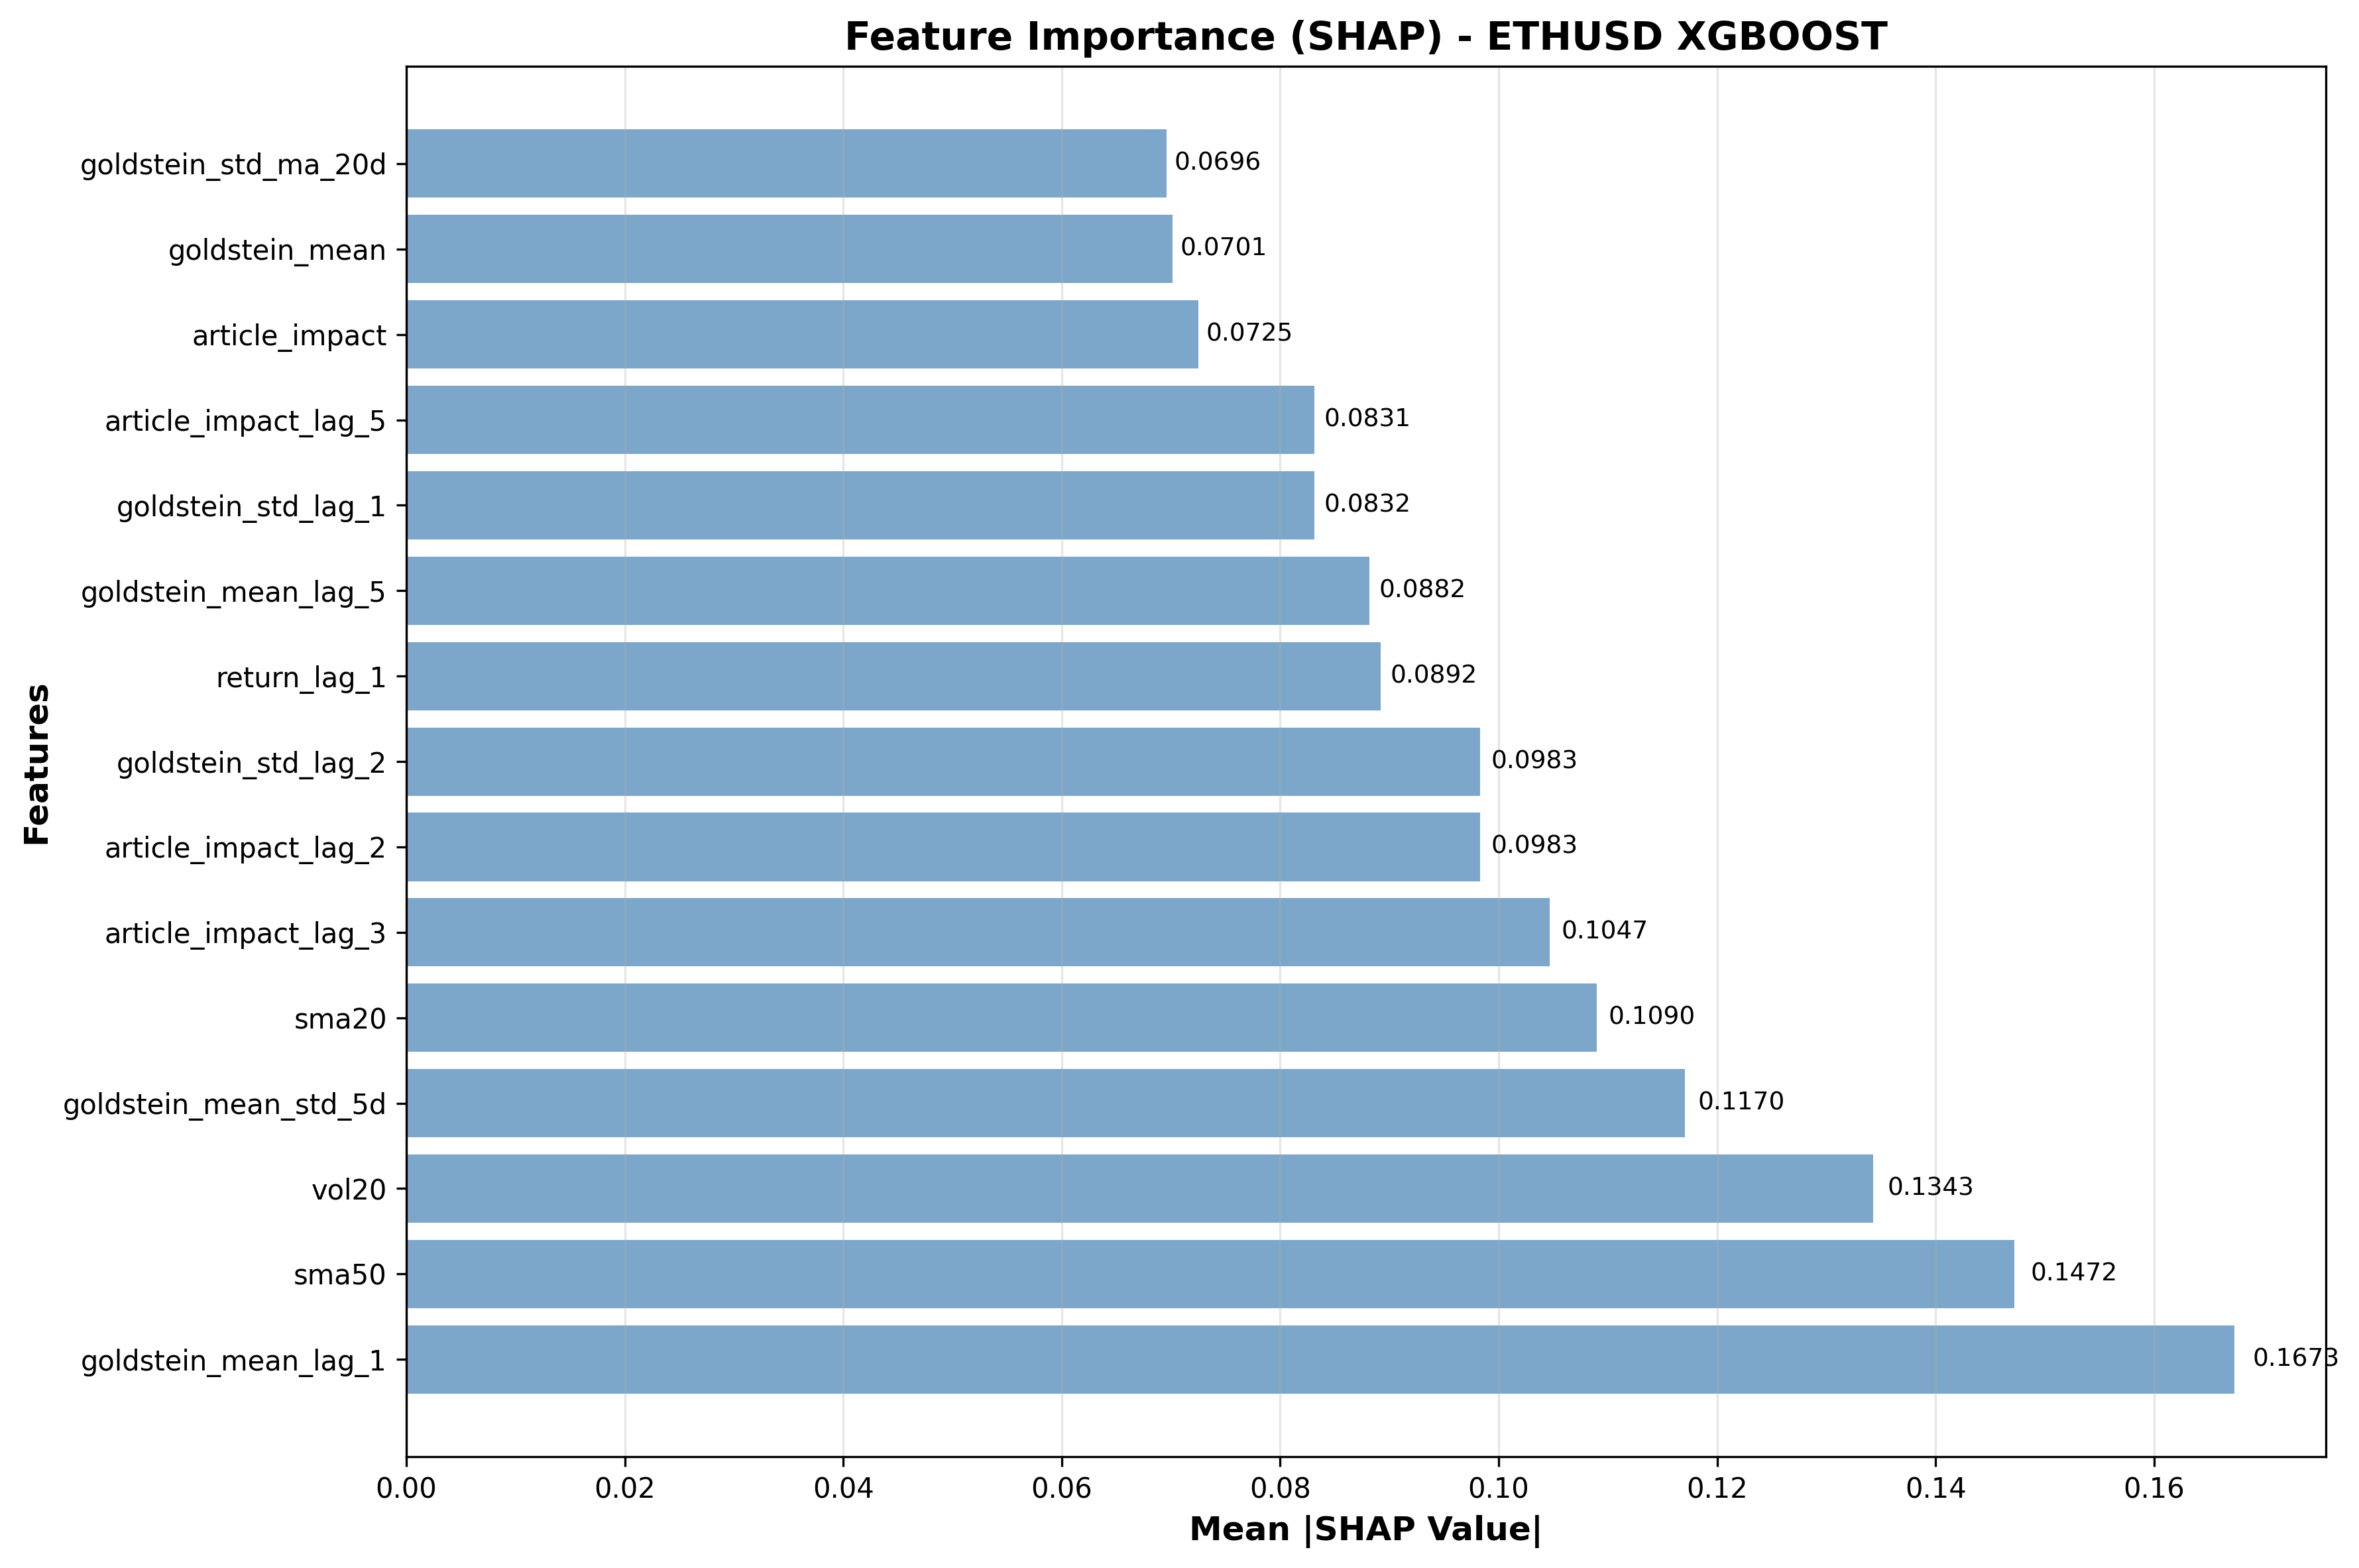 Feature Importance (SHAP) - ETHUSD XGBOOST
Features
goldstein_std_ma_20d 0.0696
goldstein_mean 0.0701
article_impact 0.0725
article_impact_lag_5 0.0831
goldstein_std_lag_1 0.0832
goldstein_mean_lag_5 0.0882
return_lag_1 0.0892
goldstein_std_lag_2 0.0983
article_impact_lag_2 0.0983
article_impact_lag_3 0.1047
sma20 0.1090
goldstein_mean_std_5d 0.1170
vol20 0.1343
sma50 0.1472
goldstein_mean_lag_1 0.1673
0.00 0.02 0.04 0.06 0.08 0.10 0.12 0.14 0.16
Mean |SHAP Value|